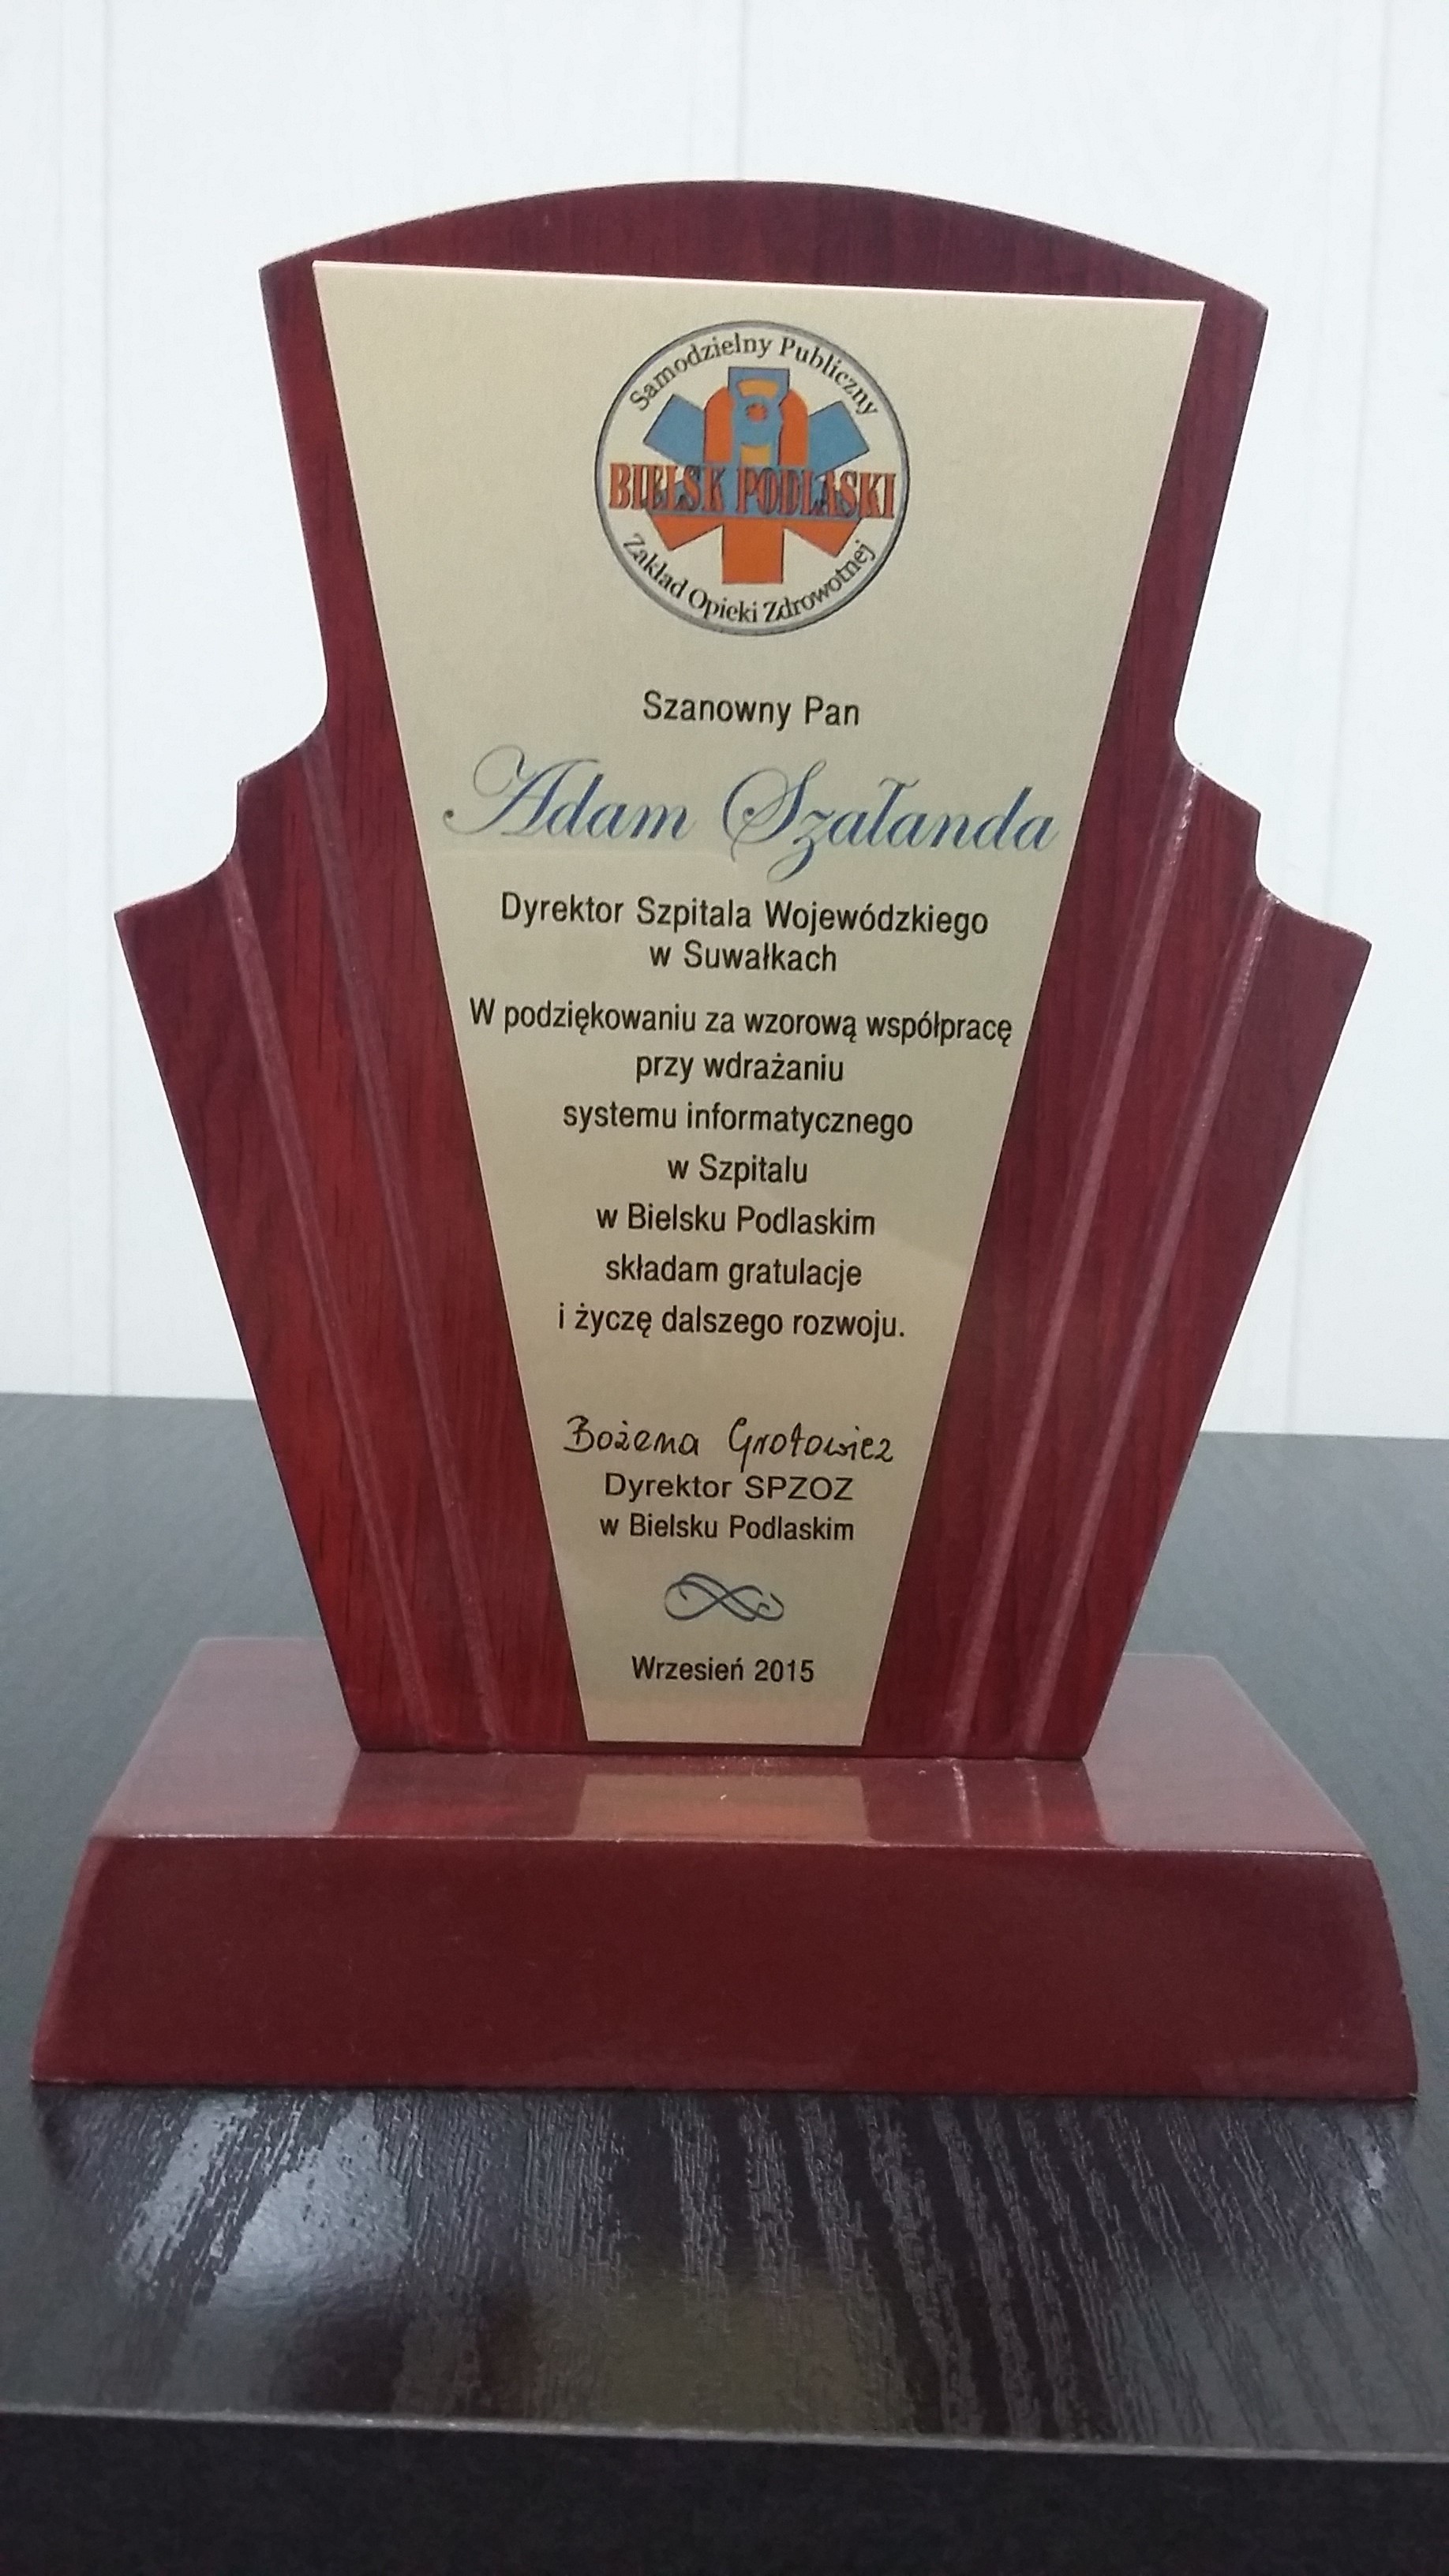 Samodzielny Publiczny
BIELSK PODLASKI
Zakład Opieki Zdrowotnej
Szanowny Pan
Adam Szałanda
Dyrektor Szpitala Wojewódzkiego
w Suwałkach
W podziękowaniu za wzorową współpracę
przy wdrażaniu
systemu informatycznego
w Szpitalu
w Bielsku Podlaskim
składam gratulacje
i życzę dalszego rozwoju.
Bożena Grotowicz
Dyrektor SPZOZ
w Bielsku Podlaskim
Wrzesień 2015